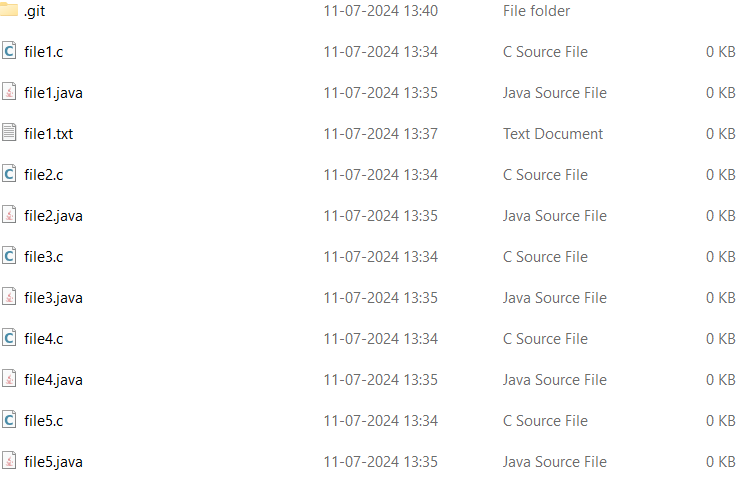 .git 11-07-2024 13:40 File folder
file1.c 11-07-2024 13:34 C Source File 0 KB
file1.java 11-07-2024 13:35 Java Source File 0 KB
file1.txt 11-07-2024 13:37 Text Document 0 KB
file2.c 11-07-2024 13:34 C Source File 0 KB
file2.java 11-07-2024 13:35 Java Source File 0 KB
file3.c 11-07-2024 13:34 C Source File 0 KB
file3.java 11-07-2024 13:35 Java Source File 0 KB
file4.c 11-07-2024 13:34 C Source File 0 KB
file4.java 11-07-2024 13:35 Java Source File 0 KB
file5.c 11-07-2024 13:34 C Source File 0 KB
file5.java 11-07-2024 13:35 Java Source File 0 KB